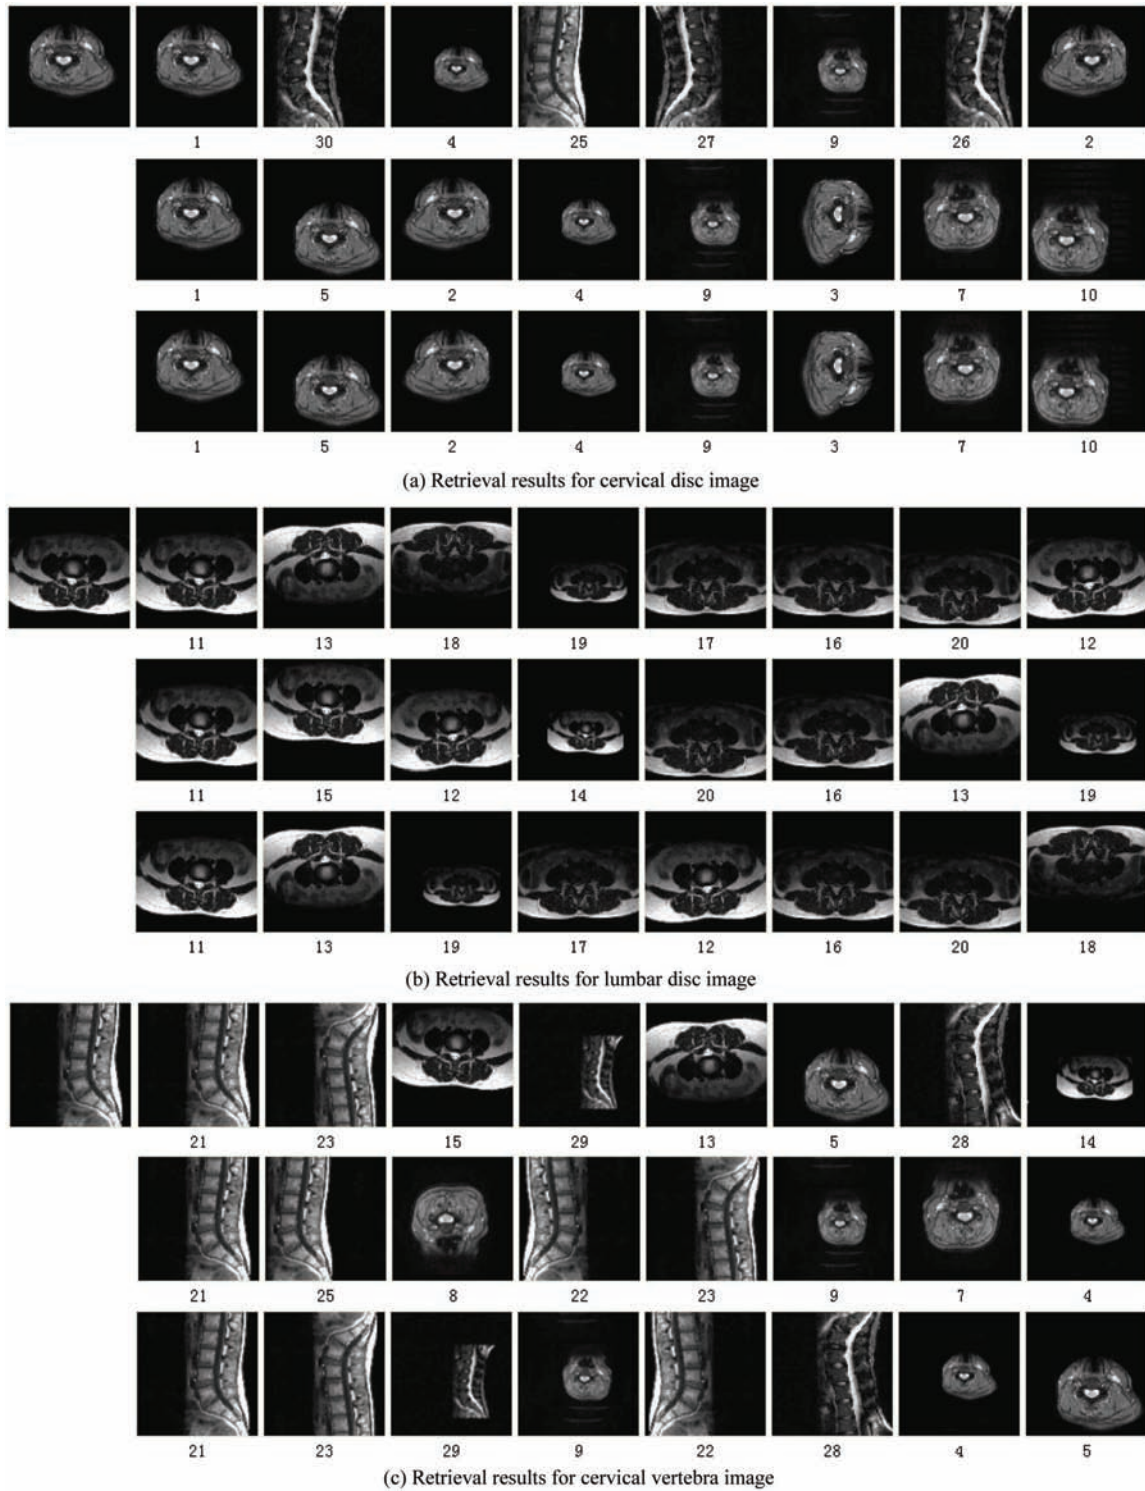 1 30 4 25 27 9 26 2
1 5 2 4 9 3 7 10
1 5 2 4 9 3 7 10
(a) Retrieval results for cervical disc image
11 13 18 19 17 16 20 12
11 15 12 14 20 16 13 19
11 13 19 17 12 16 20 18
(b) Retrieval results for lumbar disc image
21 23 15 29 13 5 28 14
21 25 8 22 23 9 7 4
21 23 29 9 22 28 4 5
(c) Retrieval results for cervical vertebra image